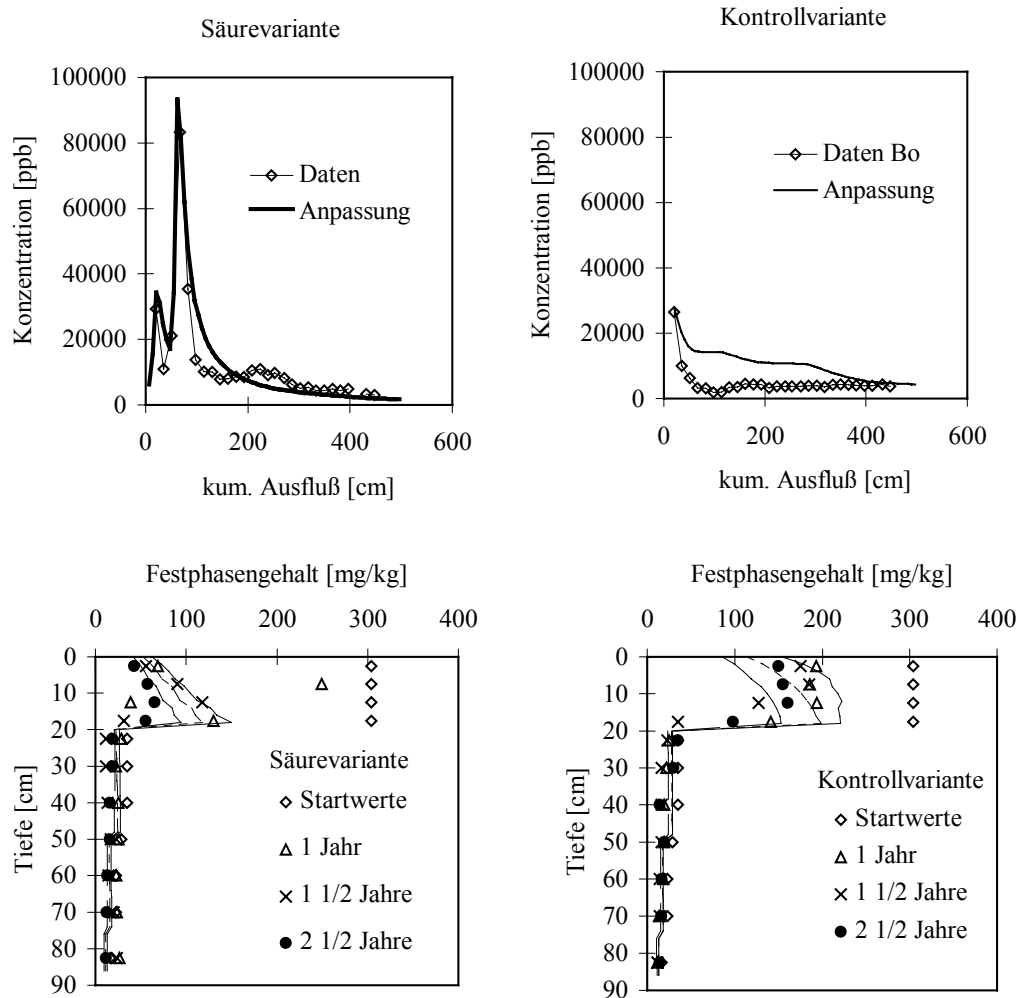 Säurevariante
100000
80000
60000
40000
20000
0
Konzentration [ppb]
Daten
Anpassung
0 200 400 600
kum. Ausfluß [cm]
Kontrollvariante
100000
80000
60000
40000
20000
0
Konzentration [ppb]
Daten Bo
Anpassung
0 200 400 600
kum. Ausfluß [cm]
Festphasengehalt [mg/kg]
0 100 200 300 400
0
10
20
30
40
50
60
70
80
90
Tiefe [cm]
Säurevariante
Startwerte
1 Jahr
1 1/2 Jahre
2 1/2 Jahre
Festphasengehalt [mg/kg]
0 100 200 300 400
0
10
20
30
40
50
60
70
80
90
Tiefe [cm]
Kontrollvariante
Startwerte
1 Jahr
1 1/2 Jahre
2 1/2 Jahre